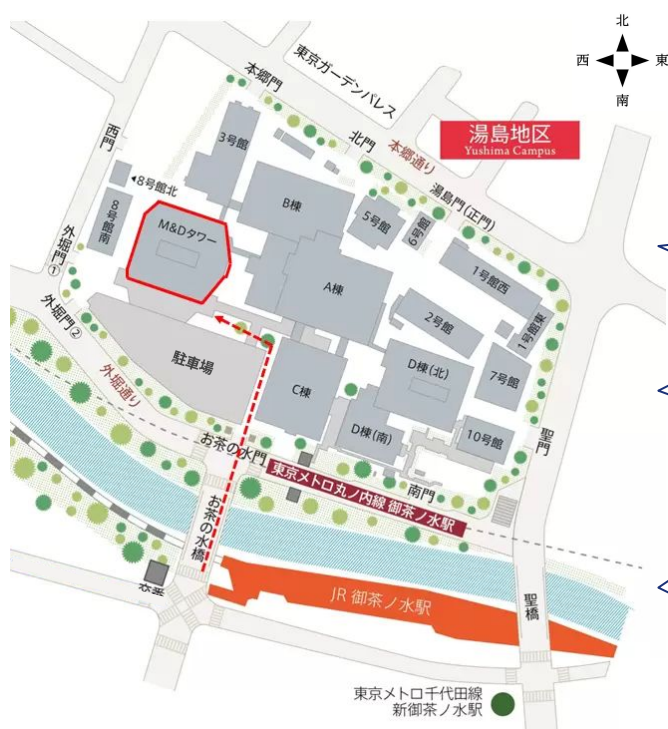 北
西
東
南
湯島地区
Yushima Campus
東京ガーデンパレス
本郷門
北門
本郷通り
湯島門(正門)
西門
3号館
◀8号館北
8号館南
B棟
5号館
6号館
M&Dタワー
1号館西
1号館東
A棟
2号館
外堀門①
外堀門②
駐車場
C棟
D棟(北)
7号館
D棟(南)
10号館
外堀通り
お茶の水門
聖門
南門
東京メトロ丸ノ内線 御茶ノ水駅
お茶の水橋
交番
JR 御茶ノ水駅
聖橋
東京メトロ千代田線
新御茶ノ水駅